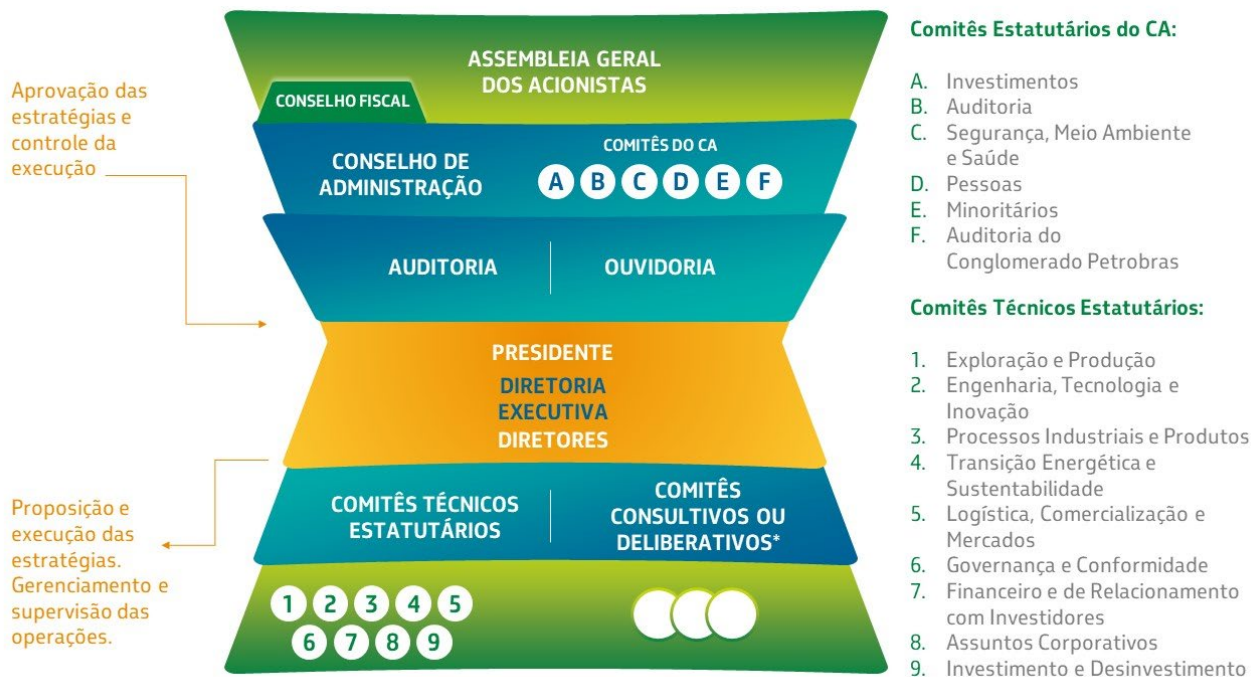 Aprovação das
estratégias e
controle da
execução
ASSEMBLEIA GERAL
DOS ACIONISTAS
CONSELHO FISCAL
CONSELHO DE
ADMINISTRAÇÃO
COMITÊS DO CA
A B C D E F
AUDITORIA
OUVIDORIA
PRESIDENTE
DIRETORIA
EXECUTIVA
DIRETORES
Proposição e
execução das
estratégias.
Gerenciamento e
supervisão das
operações.
COMITÊS TÉCNICOS
ESTATUTÁRIOS
COMITÊS
CONSULTIVOS OU
DELIBERATIVOS*
1 2 3 4 5
6 7 8 9
Comitês Estatutários do CA:
A. Investimentos
B. Auditoria
C. Segurança, Meio Ambiente
e Saúde
D. Pessoas
E. Minoritários
F. Auditoria do
Conglomerado Petrobras
Comitês Técnicos Estatutários:
1. Exploração e Produção
2. Engenharia, Tecnologia e
Inovação
3. Processos Industriais e Produtos
4. Transição Energética e
Sustentabilidade
5. Logística, Comercialização e
Mercados
6. Governança e Conformidade
7. Financeiro e de Relacionamento
com Investidores
8. Assuntos Corporativos
9. Investimento e Desinvestimento